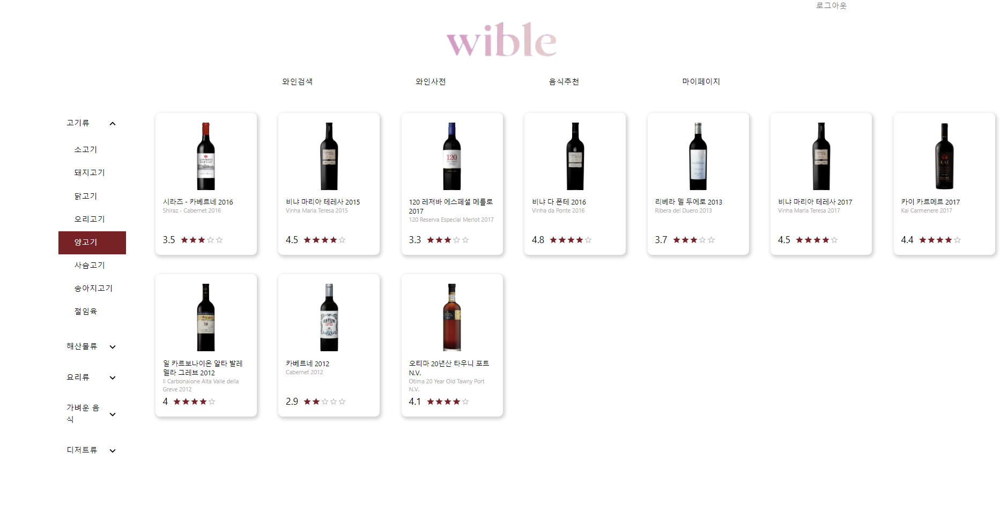 로그아웃
wible
와인검색
와인사전
음식추천
마이페이지
고기류
소고기
돼지고기
닭고기
오리고기
양고기
사슴고기
송아지고기
절임육
해산물류
요리류
가벼운 음
식
디저트류
시라즈 - 카베르네 2016
Shiraz - Cabernet 2016
3.5
비냐 마리아 테레사 2015
Vinha Maria Teresa 2015
4.5
120
120 레저바 에스페셜 메를로
2017
120 Reserva Especial Merlot 2017
3.3
비냐 다 폰테 2016
Vinha da Ponte 2016
4.8
리베라 델 두에로 2013
Ribera del Duero 2013
3.7
비냐 마리아 테레사 2017
Vinha Maria Teresa 2017
4.5
KAI
카이 카르메르 2017
Kai Carmenere 2017
4.4
일 카르보나이온 알타 발레
델라 그레브 2012
Il Carbonaione Alta Valle della
Greve 2012
4
카베르네 2012
Cabernet 2012
2.9
오티마 20년산 타우니 포트
N.V.
Otima 20 Year Old Tawny Port
N.V.
4.1